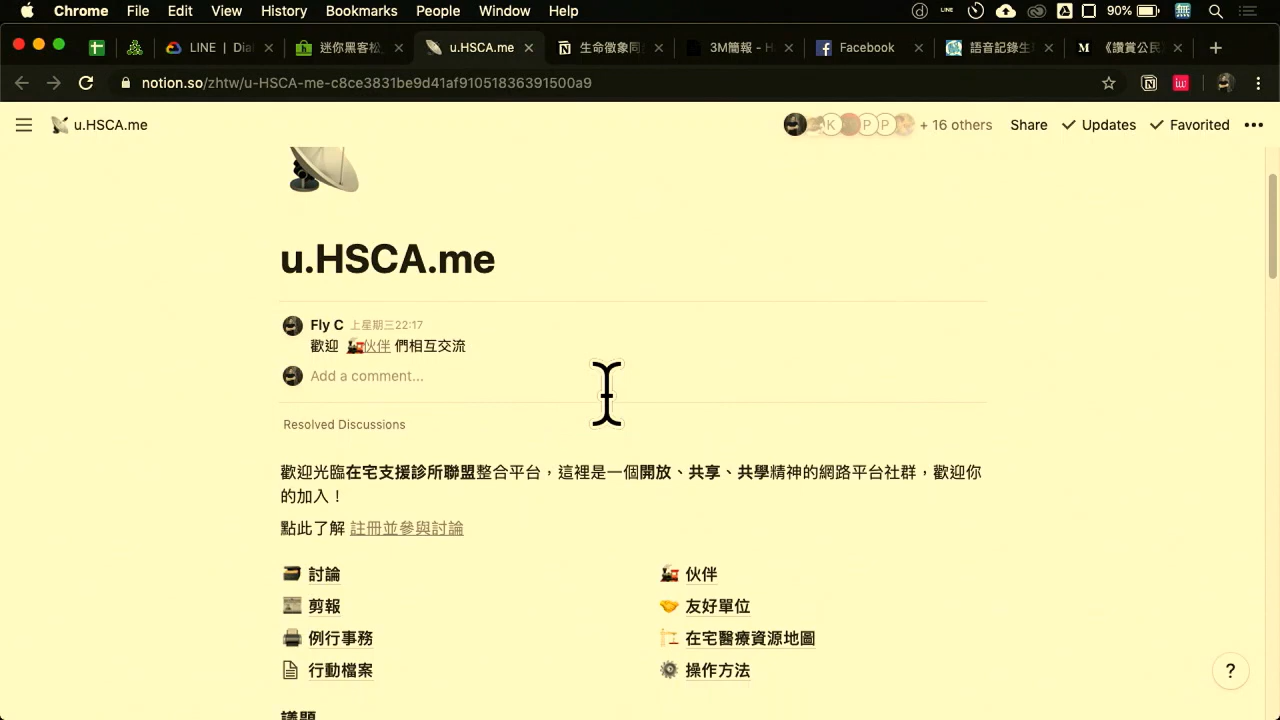 Chrome File Edit View History Bookmarks People Window Help
LINE 90%
LINE | Dia
迷你黑客松
u.HSCA.me
生命徵象同
3M簡報 - H
Facebook
語音記錄生
《讚賞公民》
notion.so/zhtw/u-HSCA-me-c8ce3831be9d41af91051836391500a9
u.HSCA.me
K P P + 16 others Share Updates Favorited
u.HSCA.me
Fly C 上星期三22:17
歡迎 伙伴 們相互交流
Add a comment...
Resolved Discussions
歡迎光臨在宅支援診所聯盟整合平台，這裡是一個開放、共享、共學精神的網路平台社群，歡迎你
的加入！
點此了解 註冊並參與討論
討論
伙伴
剪報
友好單位
例行事務
在宅醫療資源地圖
行動檔案
操作方法
議題
?